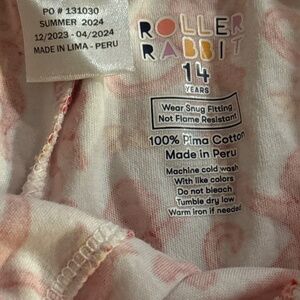 PO # 131030
SUMMER 2024
12/2023 - 04/2024
MADE IN LIMA - PERU
ROLLER
RABBIT
14
YEARS
Wear Snug Fitting
Not Flame Resistant
100% Pima Cotton
Made in Peru
Machine cold wash
With like colors
Do not bleach
Tumble dry low
Warm iron if needed